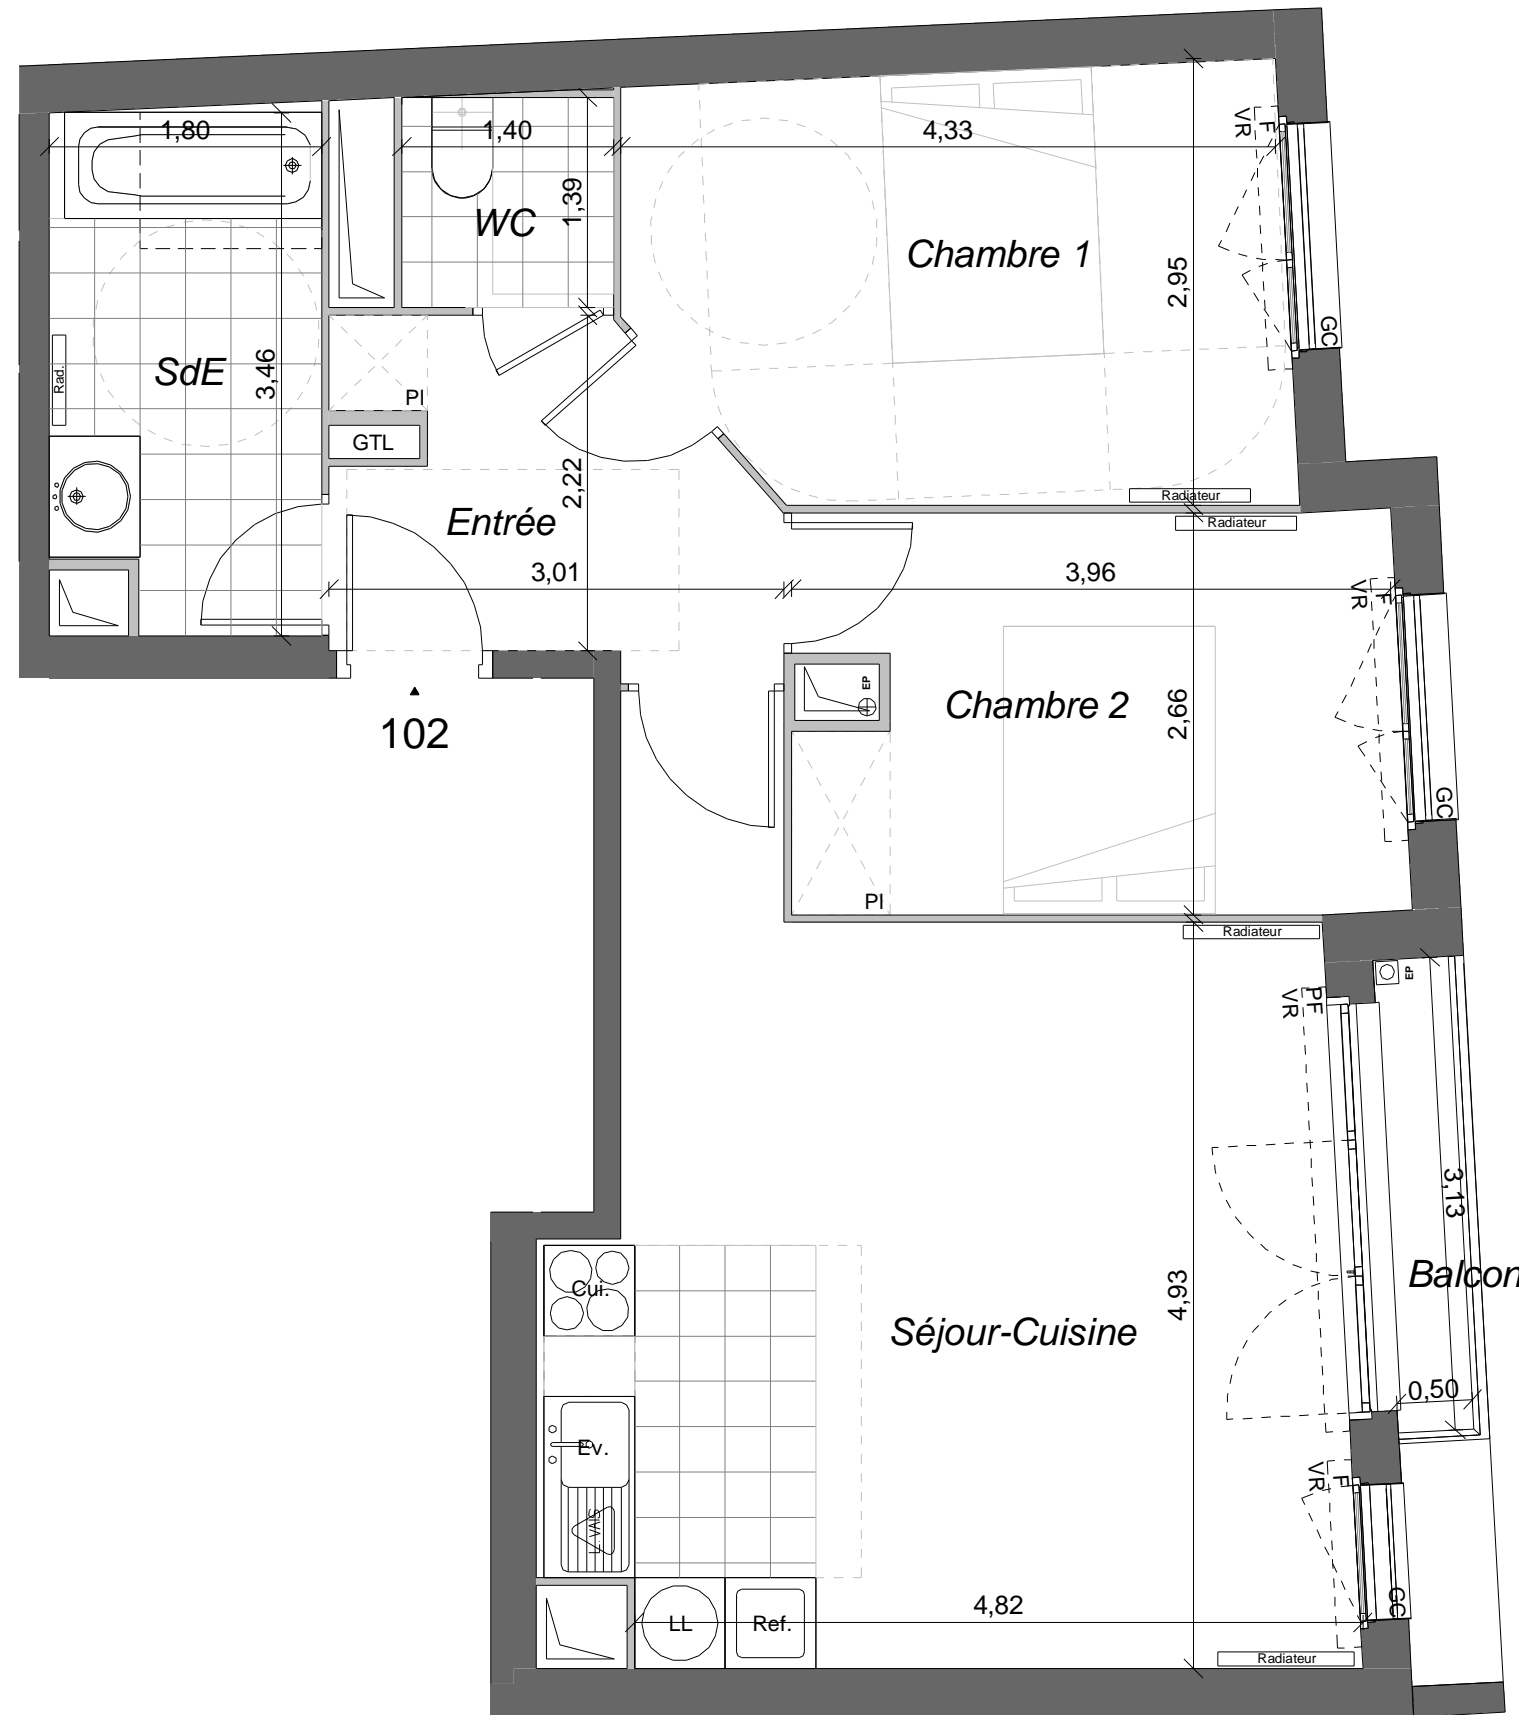 1,80
1,40
4,33
F
VR
1,39
WC
Chambre 1
2,95
GC
SdE
3,46
Rad.
PI
GTL
2,22
Radiateur
Radiateur
Entrée
3,01
3,96
F
VR
EP
Chambre 2
2,66
102
GC
PI
Radiateur
EP
PF
VR
3,13
Balcon
Cui.
4,93
Séjour-Cuisine
0,50
Ev.
F
VR
L.VAIS
GC
4,82
LL
Ref.
Radiateur